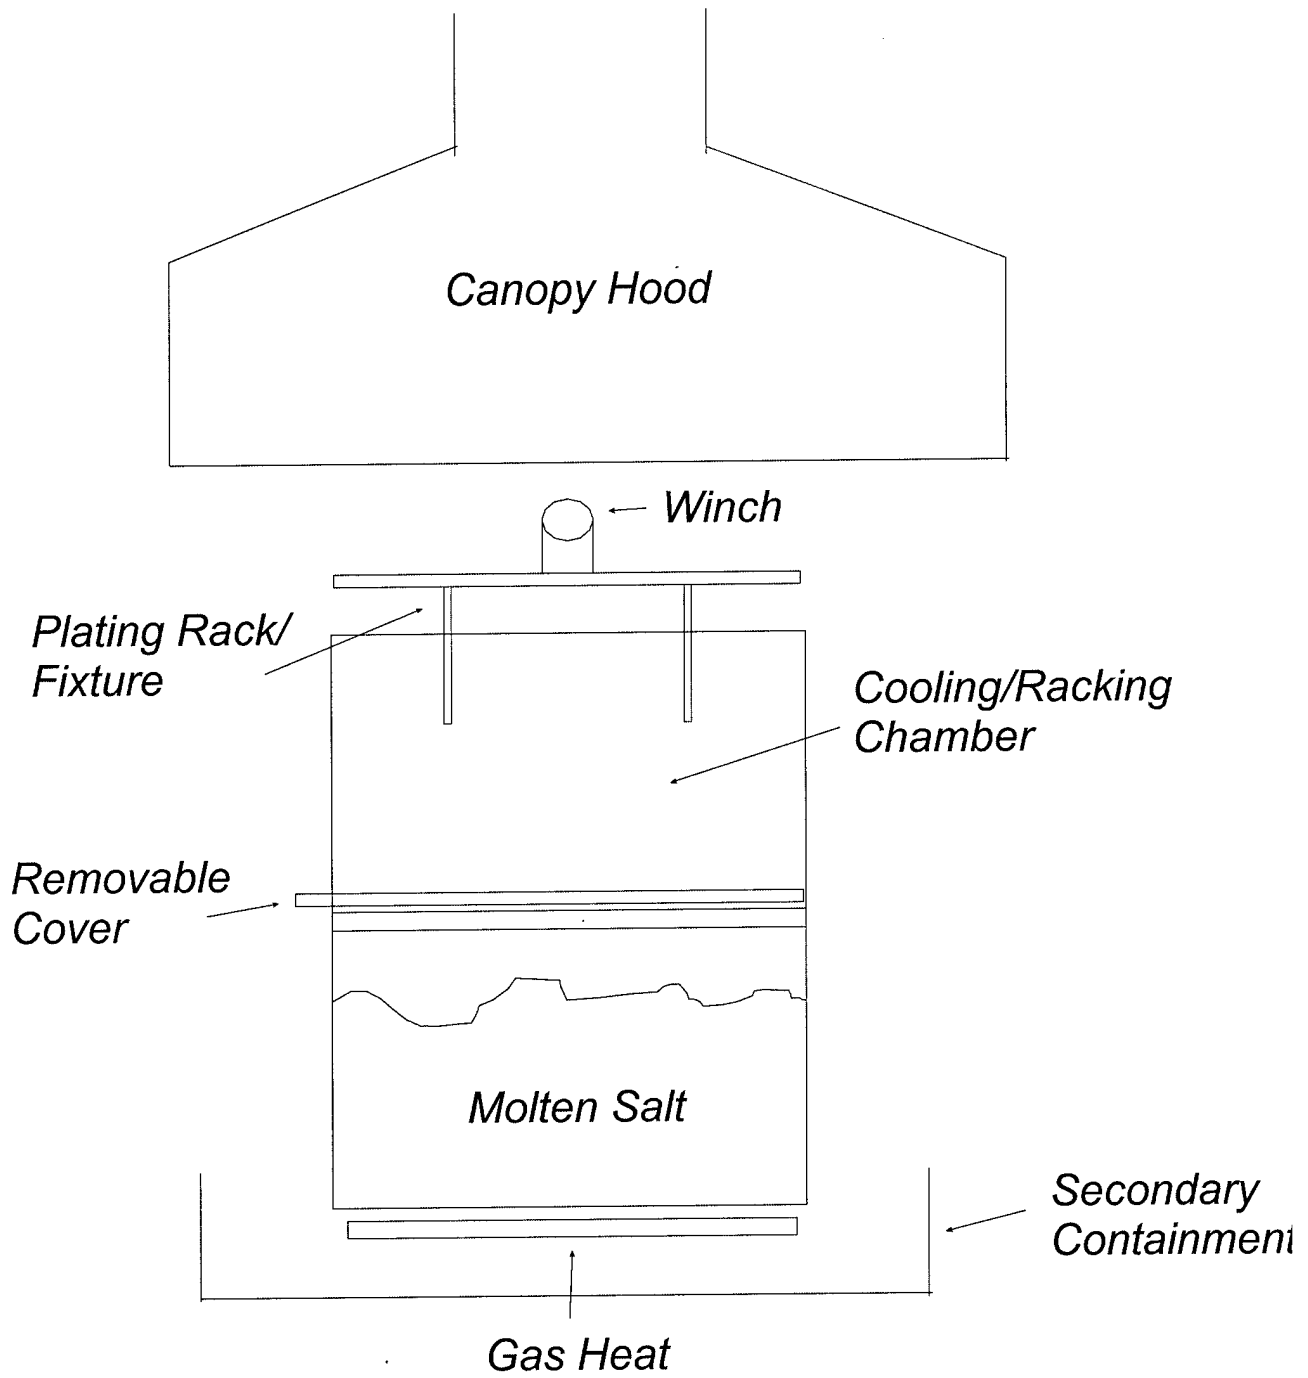 Canopy Hood
Winch
Plating Rack/
Fixture
Cooling/Racking
Chamber
Removable
Cover
Molten Salt
Secondary
Containment
Gas Heat